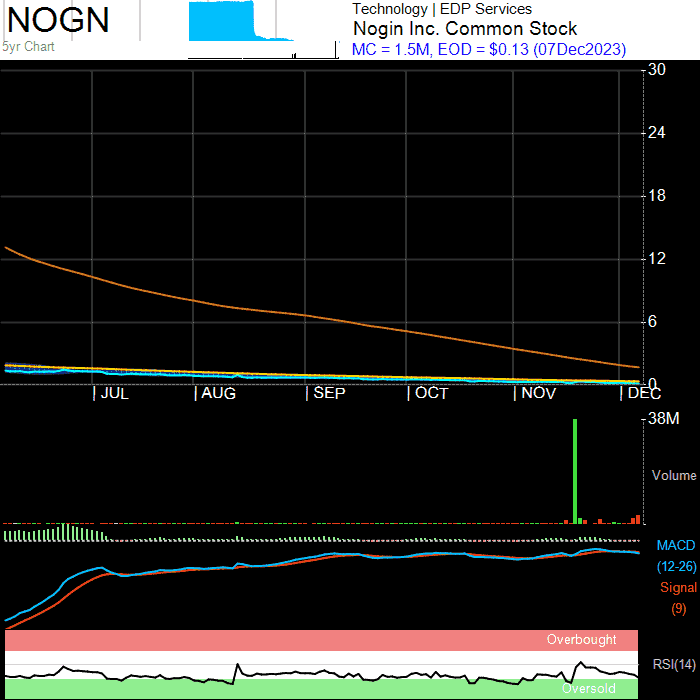 NOGN
5yr Chart
Technology | EDP Services
Nogin Inc. Common Stock
MC = 1.5M, EOD = $0.13 (07Dec2023)
30
24
18
12
6
0
JUL
AUG
SEP
OCT
NOV
DEC
38M
Volume
MACD
(12-26)
Signal
(9)
Overbought
RSI(14)
Oversold